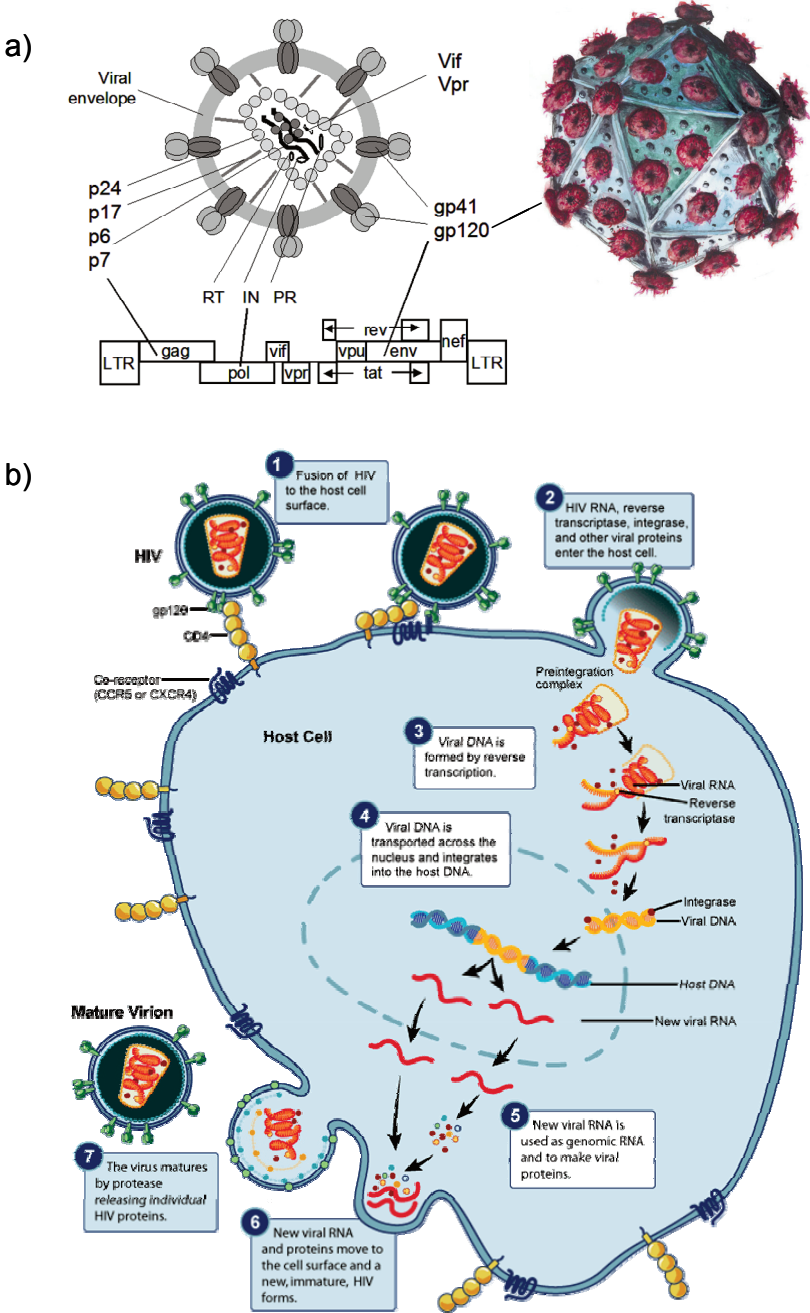 a)
Viral
envelope
Vif
Vpr
p24
p17
p6
p7
gp41
gp120
RT IN PR
LTR
gag
pol
vif
vpr
vpu
rev
env
tat
nef
LTR
b)
1
Fusion of HIV
to the host cell
surface.
2
HIV RNA, reverse
transcriptase, integrase,
and other viral proteins
enter the host cell.
HIV
gp120
CD4
Co-receptor
(CCR5 or CXCR4)
Preintegration
complex
Host Cell
3
Viral DNA is
formed by reverse
transcription.
Viral RNA
Reverse
transcriptase
4
Viral DNA is
transported across the
nucleus and integrates
into the host DNA.
Integrase
Viral DNA
Host DNA
New viral RNA
Mature Virion
5
New viral RNA is
used as genomic RNA
and to make viral
proteins.
7
The virus matures
by protease
releasing individual
HIV proteins.
6
New viral RNA
and proteins move to
the cell surface and a
new, immature, HIV
forms.